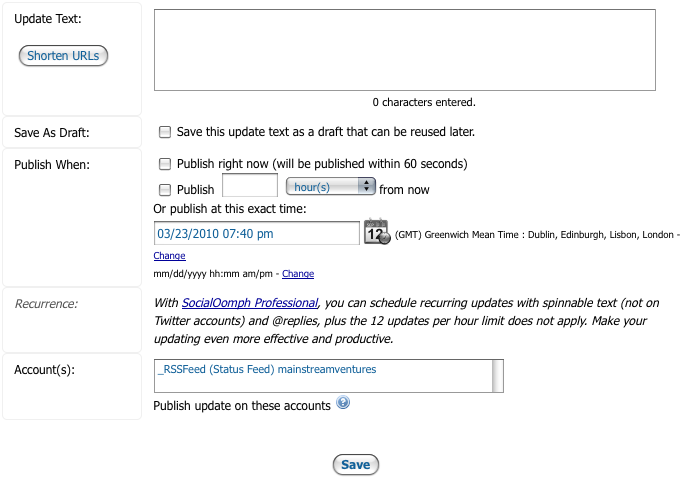 Update Text:
Shorten URLs
0 characters entered.
Save As Draft:
Save this update text as a draft that can be reused later.
Publish When:
Publish right now (will be published within 60 seconds)
Publish hour(s) from now
Or publish at this exact time:
03/23/2010 07:40 pm 12 (GMT) Greenwich Mean Time : Dublin, Edinburgh, Lisbon, London -
Change
mm/dd/yyyy hh:mm am/pm - Change
Recurrence:
With SocialOomph Professional, you can schedule recurring updates with spinnable text (not on
Twitter accounts) and @replies, plus the 12 updates per hour limit does not apply. Make your
updating even more effective and productive.
Account(s):
_RSSFeed (Status Feed) mainstreamventures
Publish update on these accounts ?
Save